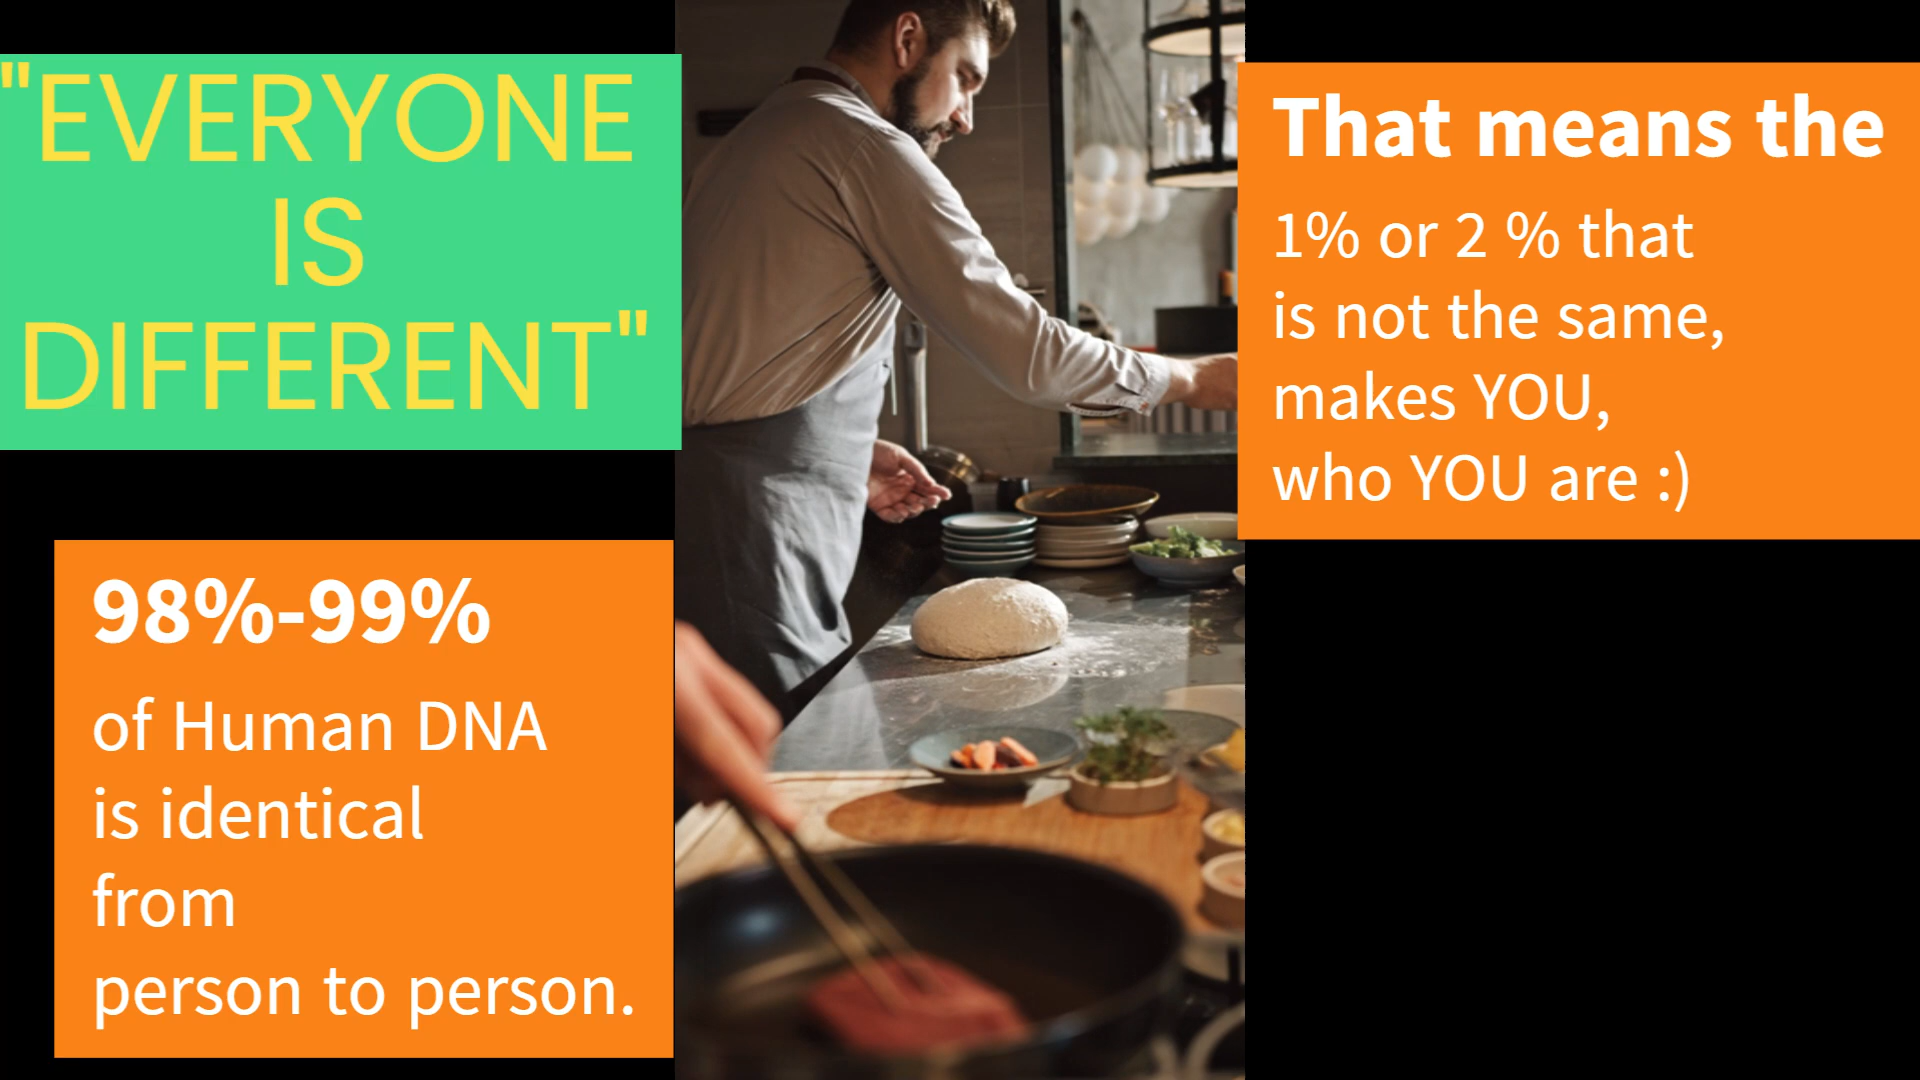 "EVERYONE
IS
DIFFERENT"
98%-99%
of Human DNA
is identical
from
person to person.
That means the
1% or 2 % that
is not the same,
makes YOU,
who YOU are :)